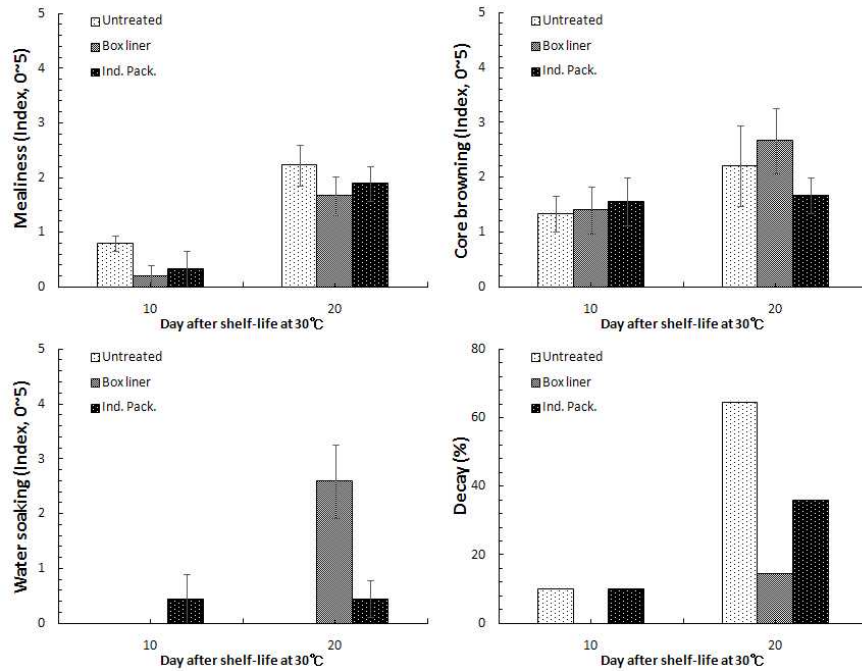 Mealiness (Index, 0~5)
5
4
3
2
1
0
Untreated
Box liner
Ind. Pack.
10
20
Day after shelf-life at 30℃
Core browning (Index, 0~5)
5
4
3
2
1
0
Untreated
Box liner
Ind. Pack.
10
20
Day after shelf-life at 30℃
Water soaking (Index, 0~5)
5
4
3
2
1
0
Untreated
Box liner
Ind. Pack.
10
20
Day after shelf-life at 30℃
Decay (%)
80
60
40
20
0
Untreated
Box liner
Ind. Pack.
10
20
Day after shelf-life at 30℃